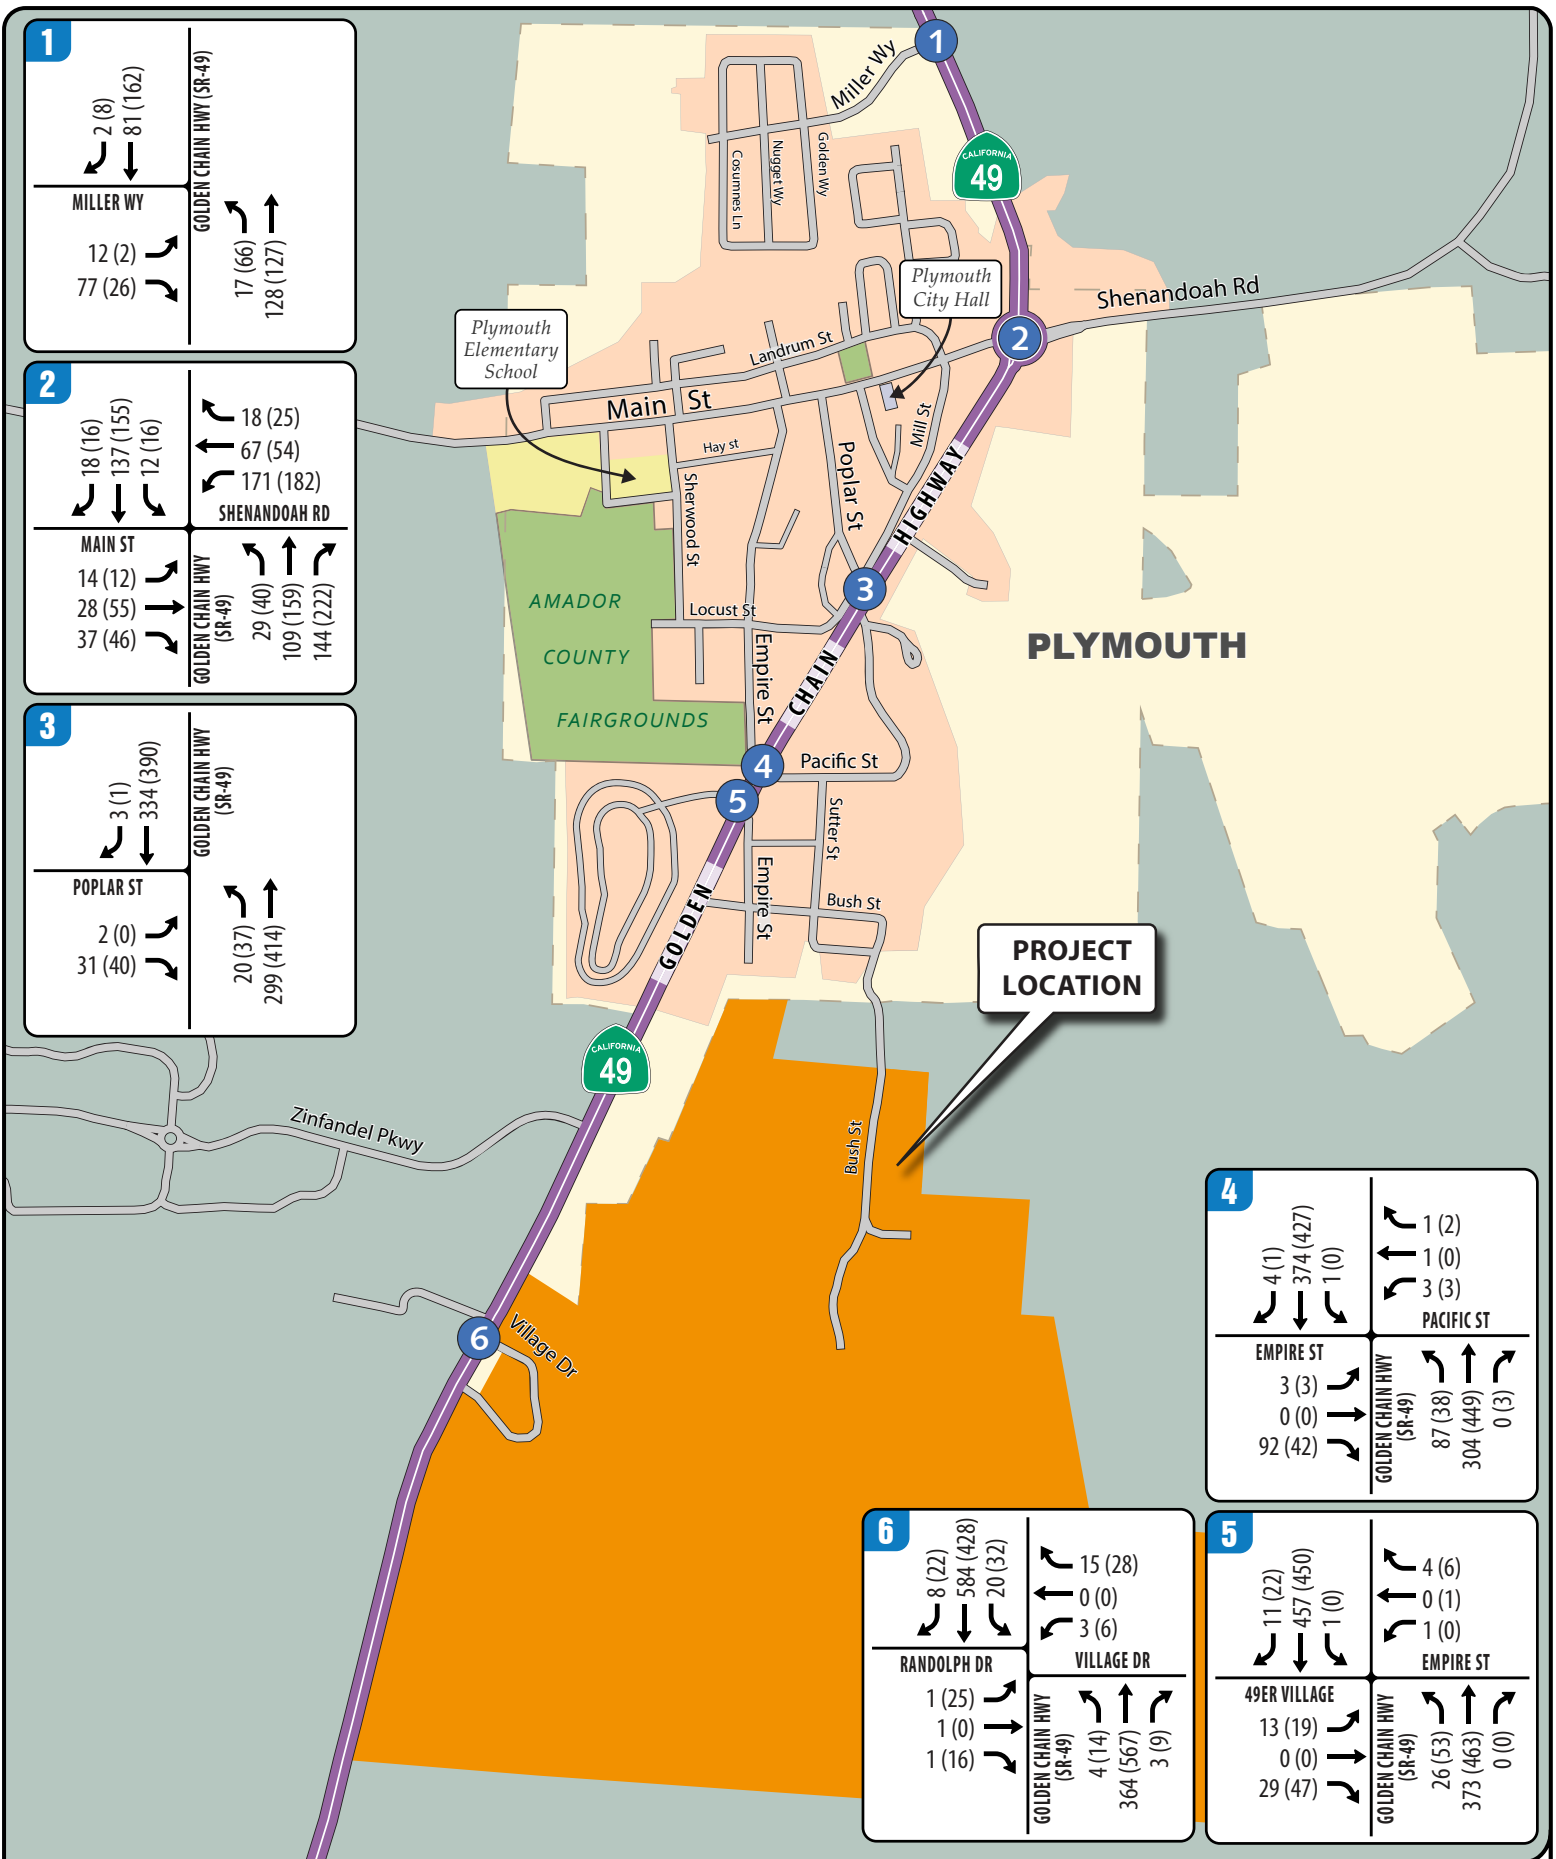 1
2 (8)
81 (162)
GOLDEN CHAIN HWY (SR-49)
MILLER WY
12 (2)
77 (26)
17 (66)
128 (127)
2
18 (16)
137 (155)
12 (16)
18 (25)
67 (54)
171 (182)
SHENANDOAH RD
MAIN ST
14 (12)
28 (55)
37 (46)
GOLDEN CHAIN HWY
(SR-49)
29 (40)
109 (159)
144 (222)
3
3 (1)
334 (390)
GOLDEN CHAIN HWY
(SR-49)
POPLAR ST
2 (0)
31 (40)
20 (37)
299 (414)
1
Miller Wy
Cosumnes Ln
Nugget Wy
Golden Wy
CALIFORNIA
49
Plymouth
City Hall
Shenandoah Rd
2
Plymouth
Elementary
School
Landrum St
Main St
Hay st
Mill St
Poplar St
Sherwood St
HIGHWAY
3
AMADOR
COUNTY
FAIRGROUNDS
Locust St
Empire St
CHAIN
PLYMOUTH
4
Pacific St
5
Sutter St
Empire St
Bush St
GOLDEN
PROJECT
LOCATION
CALIFORNIA
49
Zinfandel Pkwy
Bush St
6
Village Dr
4
4 (1)
374 (427)
1 (0)
1 (2)
1 (0)
3 (3)
PACIFIC ST
EMPIRE ST
3 (3)
0 (0)
92 (42)
GOLDEN CHAIN HWY
(SR-49)
87 (38)
304 (449)
0 (3)
6
8 (22)
584 (428)
20 (32)
15 (28)
0 (0)
3 (6)
VILLAGE DR
RANDOLPH DR
1 (25)
1 (0)
1 (16)
GOLDEN CHAIN HWY
(SR-49)
4 (14)
364 (567)
3 (9)
5
11 (22)
457 (450)
1 (0)
4 (6)
0 (1)
1 (0)
EMPIRE ST
49ER VILLAGE
13 (19)
0 (0)
29 (47)
GOLDEN CHAIN HWY
(SR-49)
26 (53)
373 (463)
0 (0)